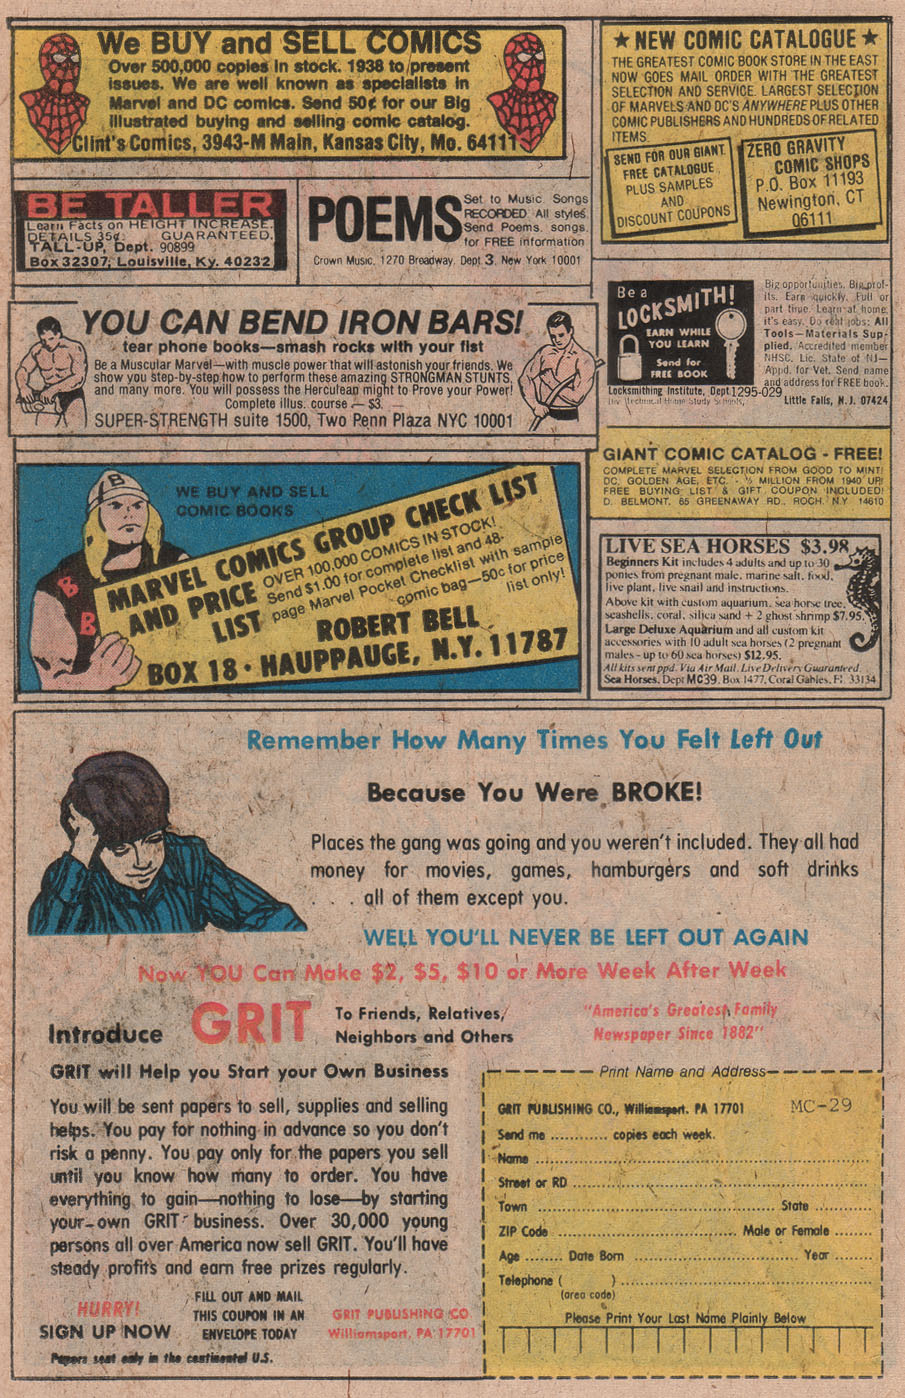 We BUY and SELL COMICS
Over 500,000 copies in stock. 1938 to present
issues. We are well known as specialists in
Marvel and DC comics. Send 50¢ for our Big
illustrated buying and selling comic catalog.
Clint's Comics, 3943-M Main, Kansas City, Mo. 64111
★ NEW COMIC CATALOGUE ★
THE GREATEST COMIC BOOK STORE IN THE EAST
NOW GOES MAIL ORDER WITH THE GREATEST
SELECTION AND SERVICE. LARGEST SELECTION
OF MARVELS AND DC'S ANYWHERE PLUS OTHER
COMIC PUBLISHERS AND HUNDREDS OF RELATED
ITEMS
SEND FOR OUR GIANT
FREE CATALOGUE
PLUS SAMPLES
AND
DISCOUNT COUPONS
ZERO GRAVITY
COMIC SHOPS
P.O. Box 11193
Newington, CT
06111
BE TALLER
Learn Facts on HEIGHT INCREASE.
DETAILS 35¢. GUARANTEED.
TALL-UP, Dept. 90899
Box 32307, Louisville, Ky. 40232
POEMS
Set to Music. Songs
RECORDED. All styles.
Send Poems, songs,
for FREE information
Crown Music, 1270 Broadway, Dept 3, New York 10001
Be a
LOCKSMITH!
EARN WHILE
YOU LEARN
Send for
FREE BOOK
Big opportunities. Big prof-
its. Earn quickly. Full or
part time. Learn at home,
it's easy. Do real jobs: All
Tools—Materials Sup
plied. Accredited member
NHSC, Lic. State of NJ—
Appd. for Vet. Send name
and address for FREE book.
Locksmithing Institute, Dept 1295-029
Div. Technical Home Study Schools,
Little Falls, N.J. 07424
YOU CAN BEND IRON BARS!
tear phone books—smash rocks with your fist
Be a Muscular Marvel—with muscle power that will astonish your friends. We
show you step-by-step how to perform these amazing STRONGMAN STUNTS,
and many more. You will possess the Herculean might to Prove your Power!
Complete illus. course — $3.
SUPER-STRENGTH suite 1500, Two Penn Plaza NYC 10001
GIANT COMIC CATALOG - FREE!
COMPLETE MARVEL SELECTION FROM GOOD TO MINT!
DC, GOLDEN AGE, ETC. - ½ MILLION FROM 1940 UP!
FREE BUYING LIST & GIFT COUPON INCLUDED!
D. BELMONT, 85 GREENAWAY RD., ROCH. N.Y. 14610
B
WE BUY AND SELL
COMIC BOOKS
B
B
MARVEL COMICS GROUP CHECK LIST
AND PRICE
LIST
OVER 100,000 COMICS IN STOCK!
Send $1.00 for complete list and 48-
page Marvel Pocket Checklist with sample
comic bag—50c for price
list only!
ROBERT BELL
BOX 18 · HAUPPAUGE, N.Y. 11787
LIVE SEA HORSES $3.98
Beginners Kit includes 4 adults and up to 30
ponies from pregnant male, marine salt, food,
live plant, live snail and instructions.
Above kit with custom aquarium, sea horse tree,
seashells, coral, silica sand + 2 ghost shrimp $7.95.
Large Deluxe Aquarium and all custom kit
accessories with 10 adult sea horses (2 pregnant
males - up to 60 sea horses) $12.95.
All kits sent ppd. Via Air Mail. Live Delivery Guaranteed.
Sea Horses, Dept MC39, Box 1477, Coral Gables, Fl. 33134
Remember How Many Times You Felt Left Out
Because You Were BROKE!
Places the gang was going and you weren't included. They all had
money for movies, games, hamburgers and soft drinks
. . . all of them except you.
WELL YOU'LL NEVER BE LEFT OUT AGAIN
Now YOU Can Make $2, $5, $10 or More Week After Week
Introduce GRIT To Friends, Relatives,
Neighbors and Others
"America's Greatest Family
Newspaper Since 1882"
GRIT will Help you Start your Own Business
You will be sent papers to sell, supplies and selling
helps. You pay for nothing in advance so you don't
risk a penny. You pay only for the papers you sell
until you know how many to order. You have
everything to gain—nothing to lose—by starting
your own GRIT business. Over 30,000 young
persons all over America now sell GRIT. You'll have
steady profits and earn free prizes regularly.
HURRY!
SIGN UP NOW
FILL OUT AND MAIL
THIS COUPON IN AN
ENVELOPE TODAY
GRIT PUBLISHING CO.
Williamsport, PA 17701
Papers sent only in the continental U.S.
Print Name and Address
GRIT PUBLISHING CO., Williamsport, PA 17701 MC-29
Send me ............ copies each week.
Name
Street or RD
Town State
ZIP Code Male or Female
Age Date Born Year
Telephone ( )
(area code)
Please Print Your Last Name Plainly Below